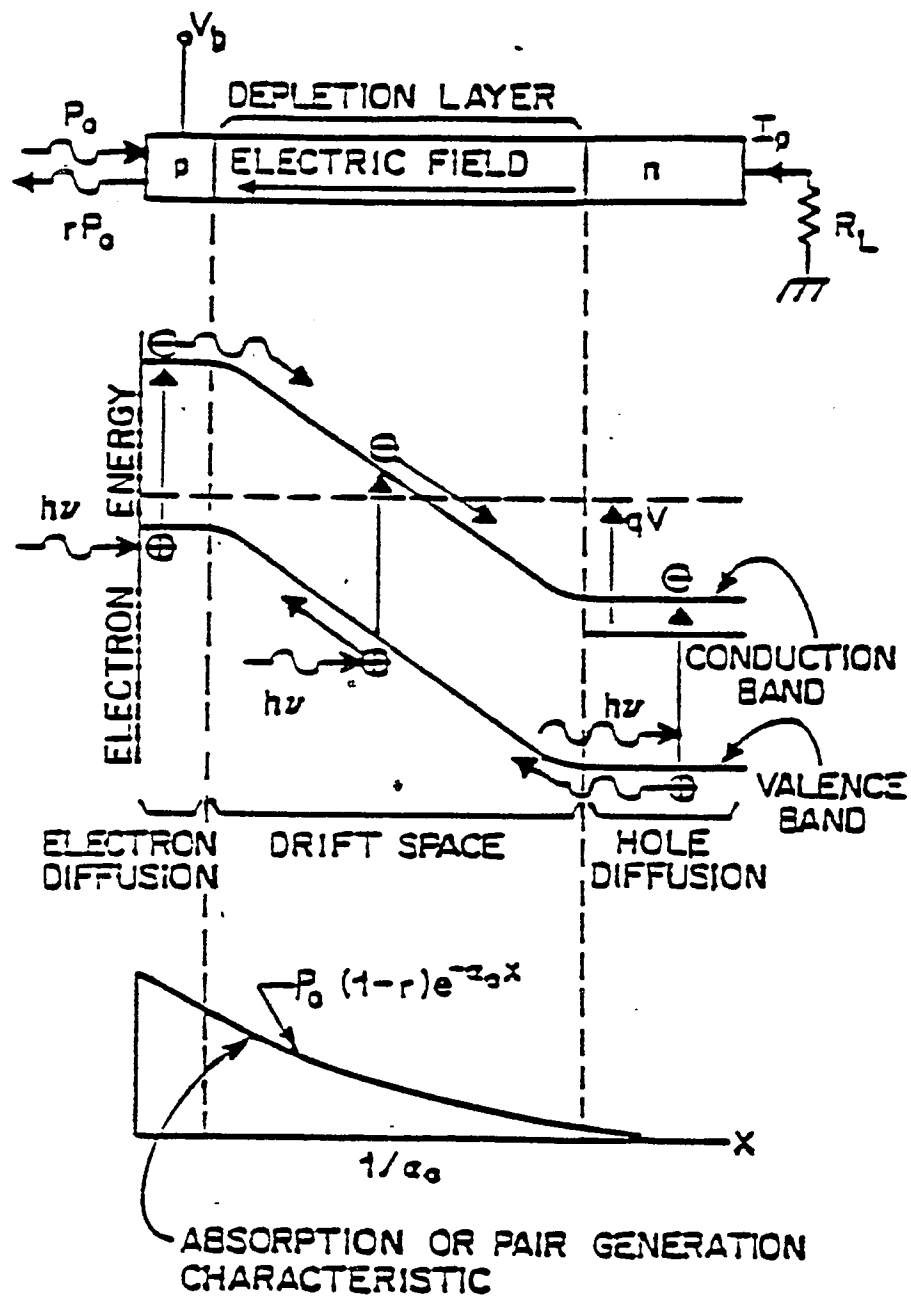 Vb
DEPLETION LAYER
Po
Ip
p
ELECTRIC FIELD
n
rPo
RL
ELECTRON ENERGY
hν
qV
CONDUCTION
BAND
hν
hν
VALENCE
BAND
ELECTRON
DIFFUSION
DRIFT SPACE
HOLE
DIFFUSION
Po (1-r)e^-αox
X
1/αo
ABSORPTION OR PAIR GENERATION
CHARACTERISTIC